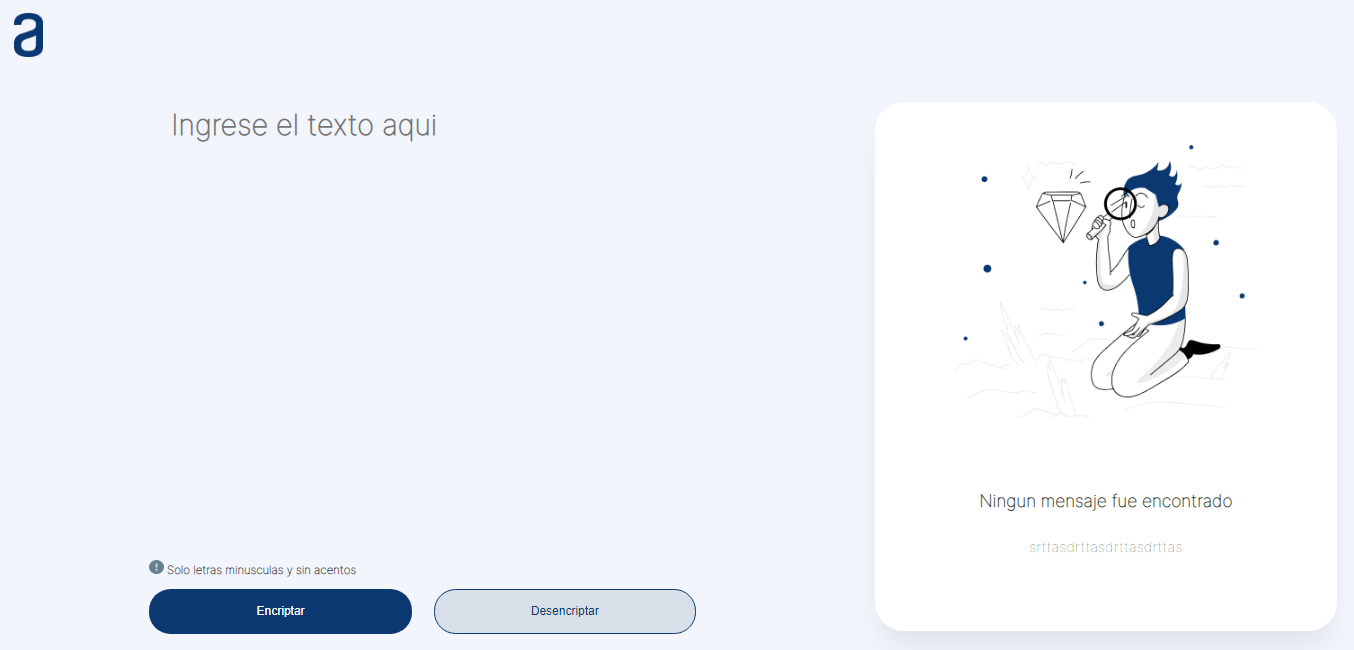 a
Ingrese el texto aqui
Ningun mensaje fue encontrado
srttasdrttasdrttasdrttas
! Solo letras minusculas y sin acentos
Encriptar
Desencriptar